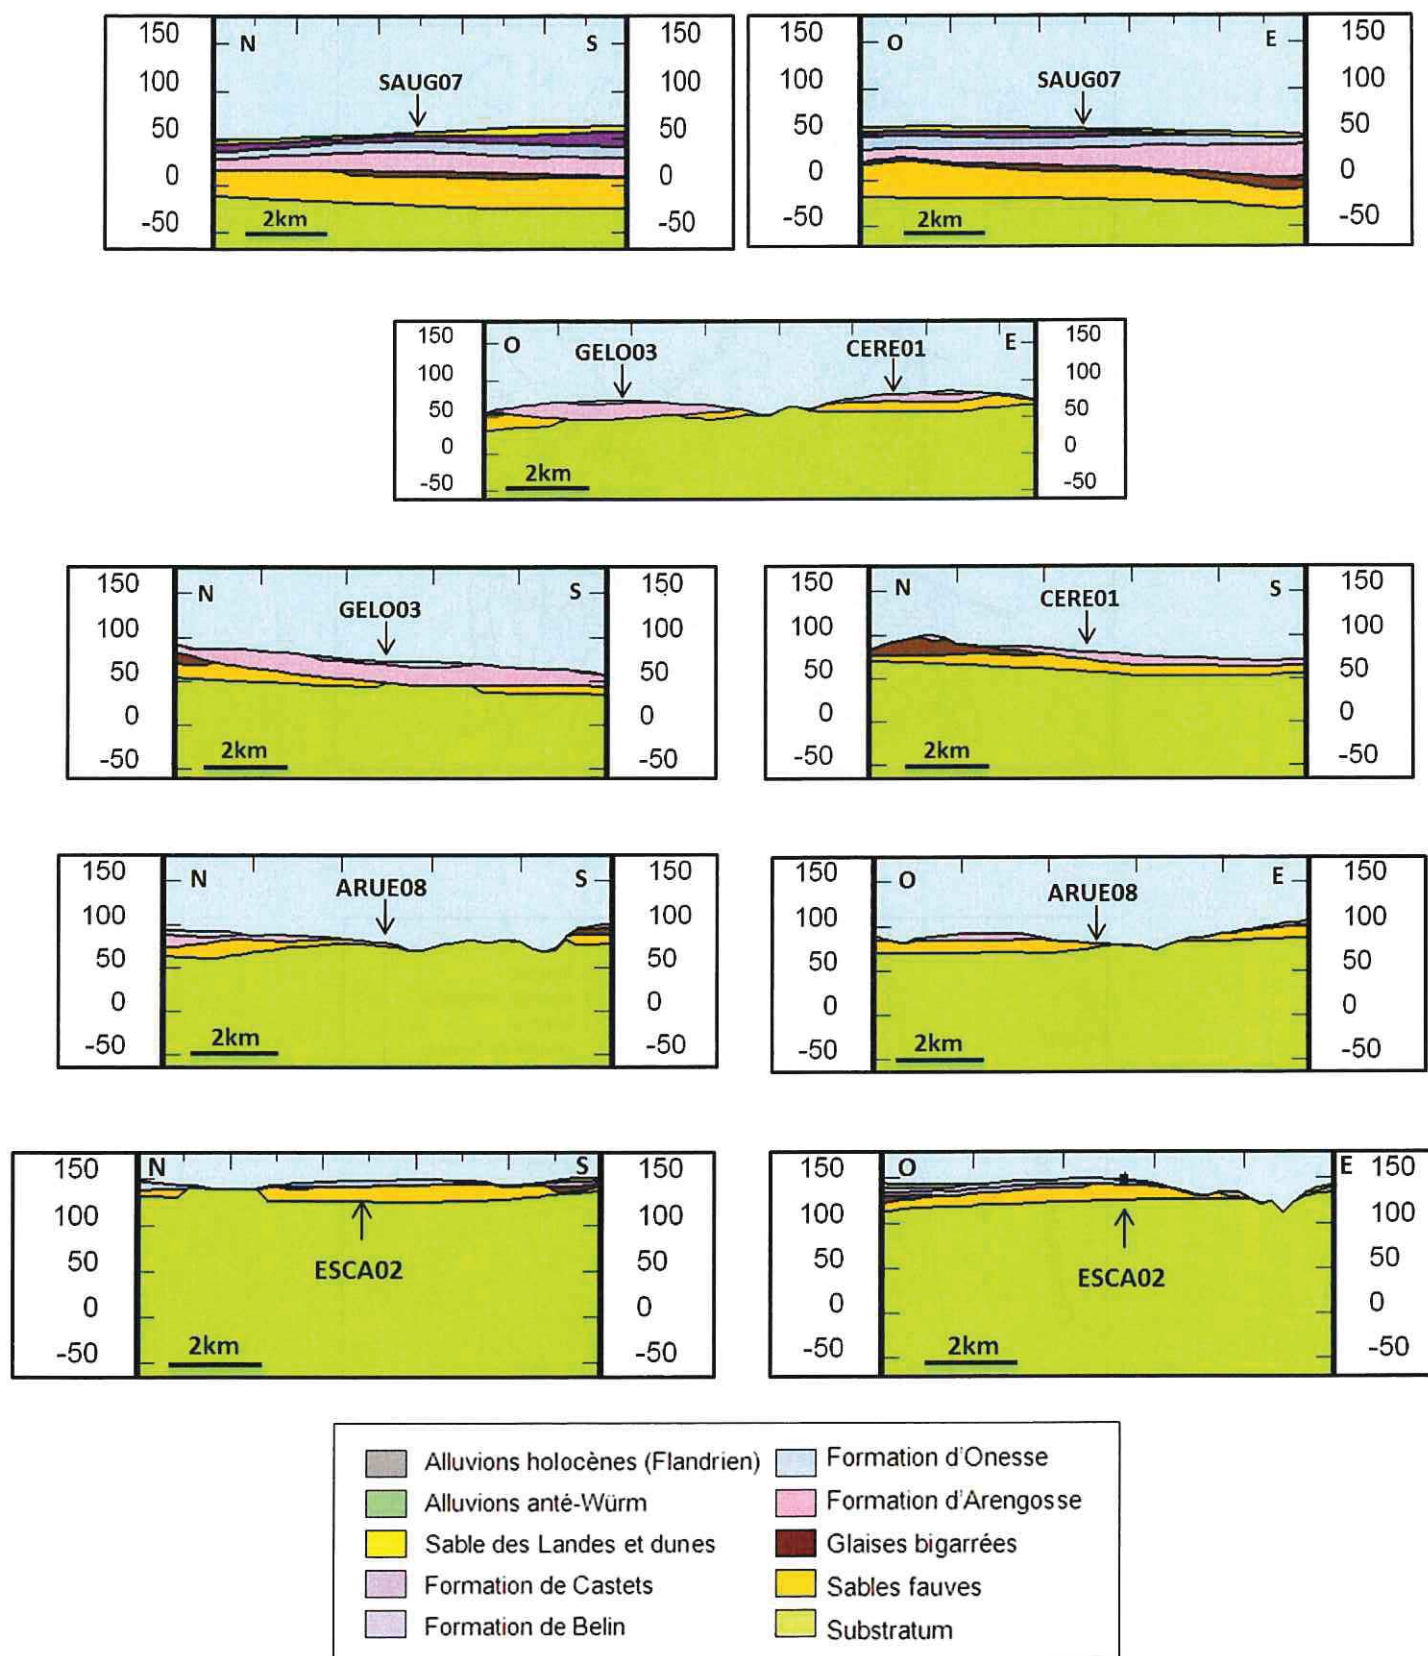 150 N S 150 150 O E 150
SAUG07 SAUG07
100 100 100 100
50 50 50 50
0 0 0 0
-50 2km -50 -50 2km -50
150 O GELO03 CERE01 E 150
100 100
50 50
0 0
-50 2km -50
150 N S 150 150 N S 150
GELO03 CERE01
100 100 100 100
50 50 50 50
0 0 0 0
-50 2km -50 -50 2km -50
150 N ARUE08 S 150 150 O ARUE08 E 150
100 100 100 100
50 50 50 50
0 0 0 0
-50 2km -50 -50 2km -50
150 N S 150 150 O E 150
100 100 100 100
50 ESCA02 50 50 ESCA02 50
0 0 0 0
-50 2km -50 -50 2km -50
Alluvions holocènes (Flandrien) Formation d'Onesse
Alluvions anté-Würm Formation d'Arengosse
Sable des Landes et dunes Glaises bigarrées
Formation de Castets Sables fauves
Formation de Belin Substratum